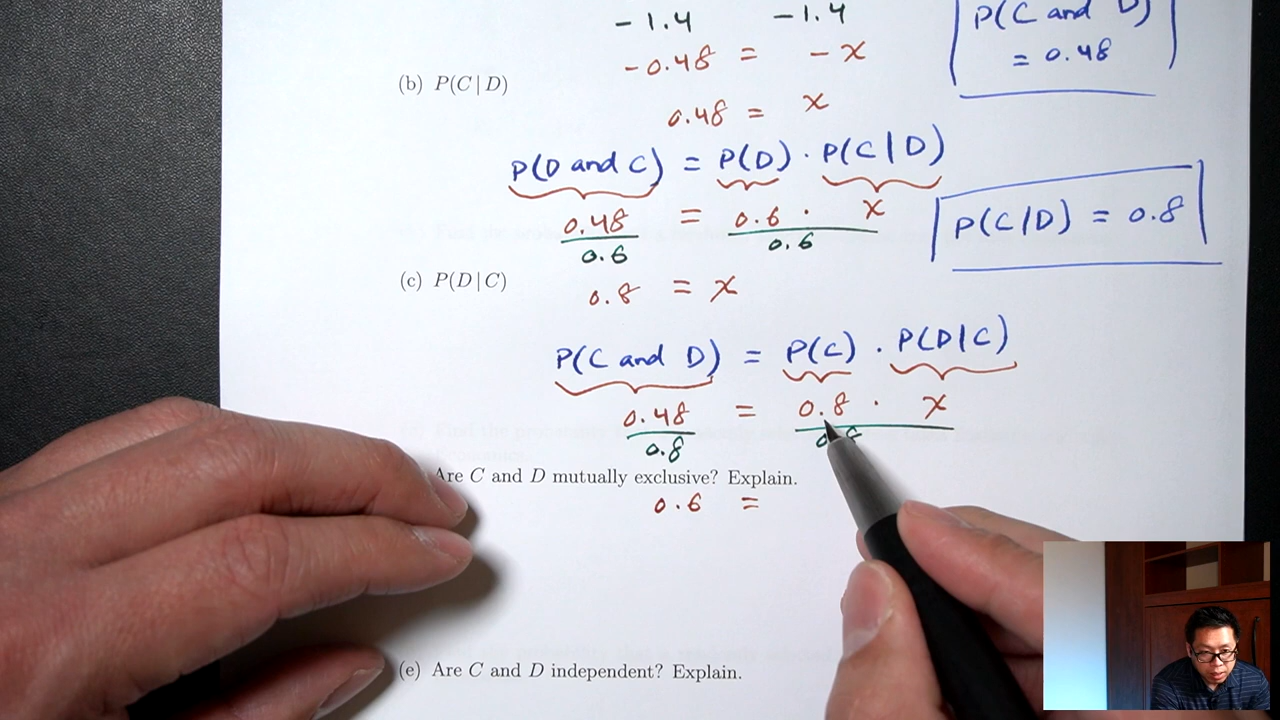 -1.4 -1.4
P(C and D)
= 0.48
-0.48 = -x
(b) P(C | D)
0.48 = x
P(D and C) = P(D) · P(C|D)
0.48 = 0.6 · x
0.6 0.6
P(C|D) = 0.8
(c) P(D | C)
0.8 = x
P(C and D) = P(C) · P(D|C)
0.48 = 0.8 · x
0.8
Are C and D mutually exclusive? Explain.
0.6 =
(e) Are C and D independent? Explain.